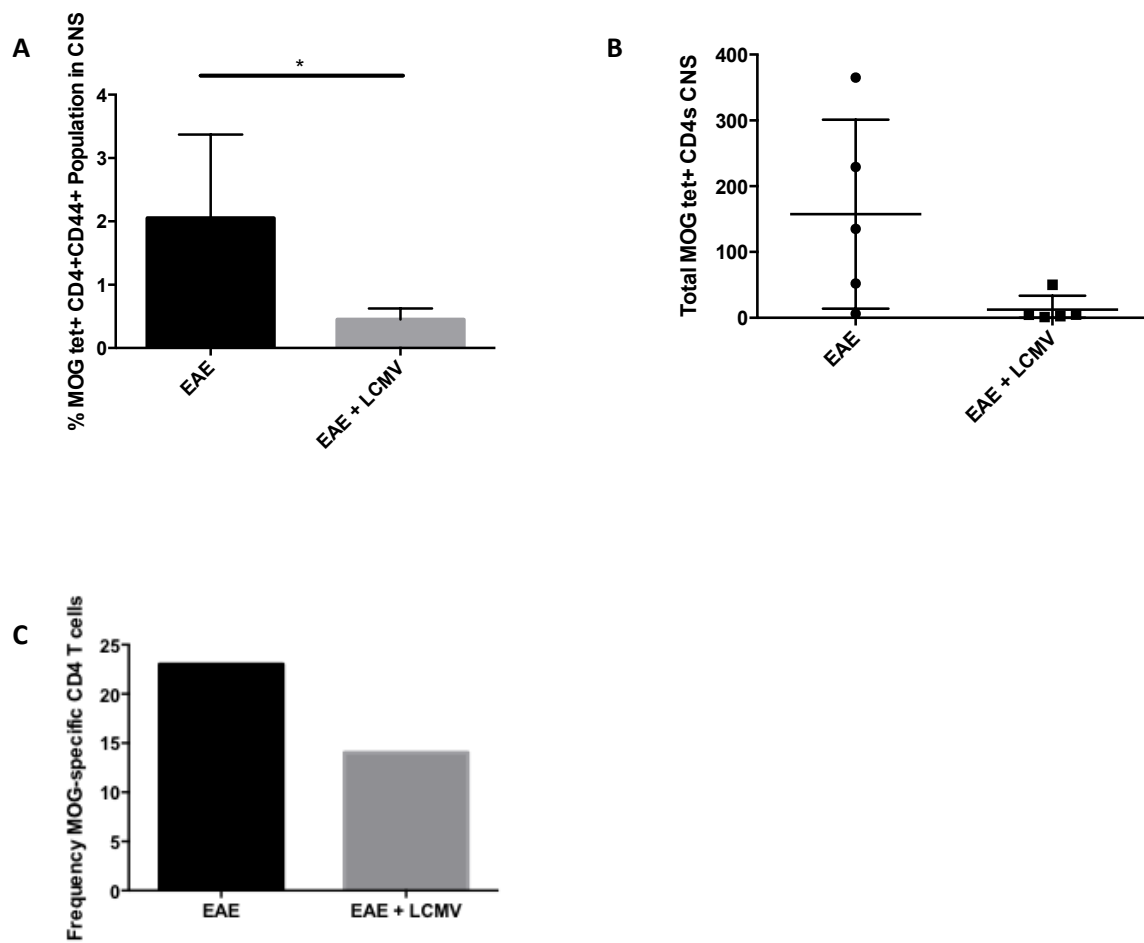 A
% MOG tet+ CD4+CD44+ Population in CNS
*
4
3
2
1
0
EAE
EAE + LCMV
B
Total MOG tet+ CD4s CNS
400
300
200
100
0
EAE
EAE + LCMV
C
Frequency MOG-specific CD4 T cells
25
20
15
10
5
0
EAE
EAE + LCMV